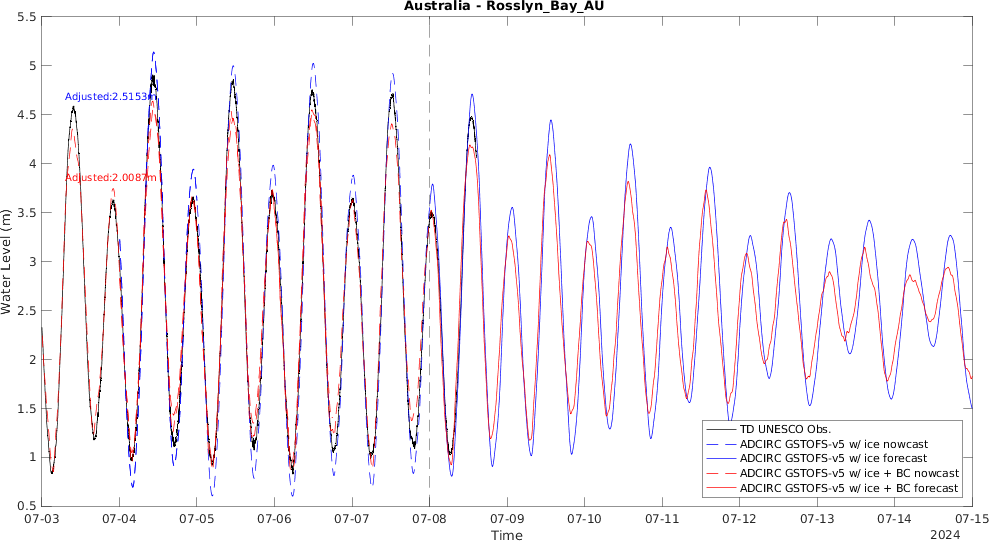 Australia - Rosslyn_Bay_AU
5.5
5
4.5
4
3.5
3
2.5
2
1.5
1
0.5
Water Level (m)
Adjusted:2.5153m
Adjusted:2.0087m
TD UNESCO Obs.
ADCIRC GSTOFS-v5 w/ ice nowcast
ADCIRC GSTOFS-v5 w/ ice forecast
ADCIRC GSTOFS-v5 w/ ice + BC nowcast
ADCIRC GSTOFS-v5 w/ ice + BC forecast
07-03 07-04 07-05 07-06 07-07 07-08 07-09 07-10 07-11 07-12 07-13 07-14 07-15
Time
2024